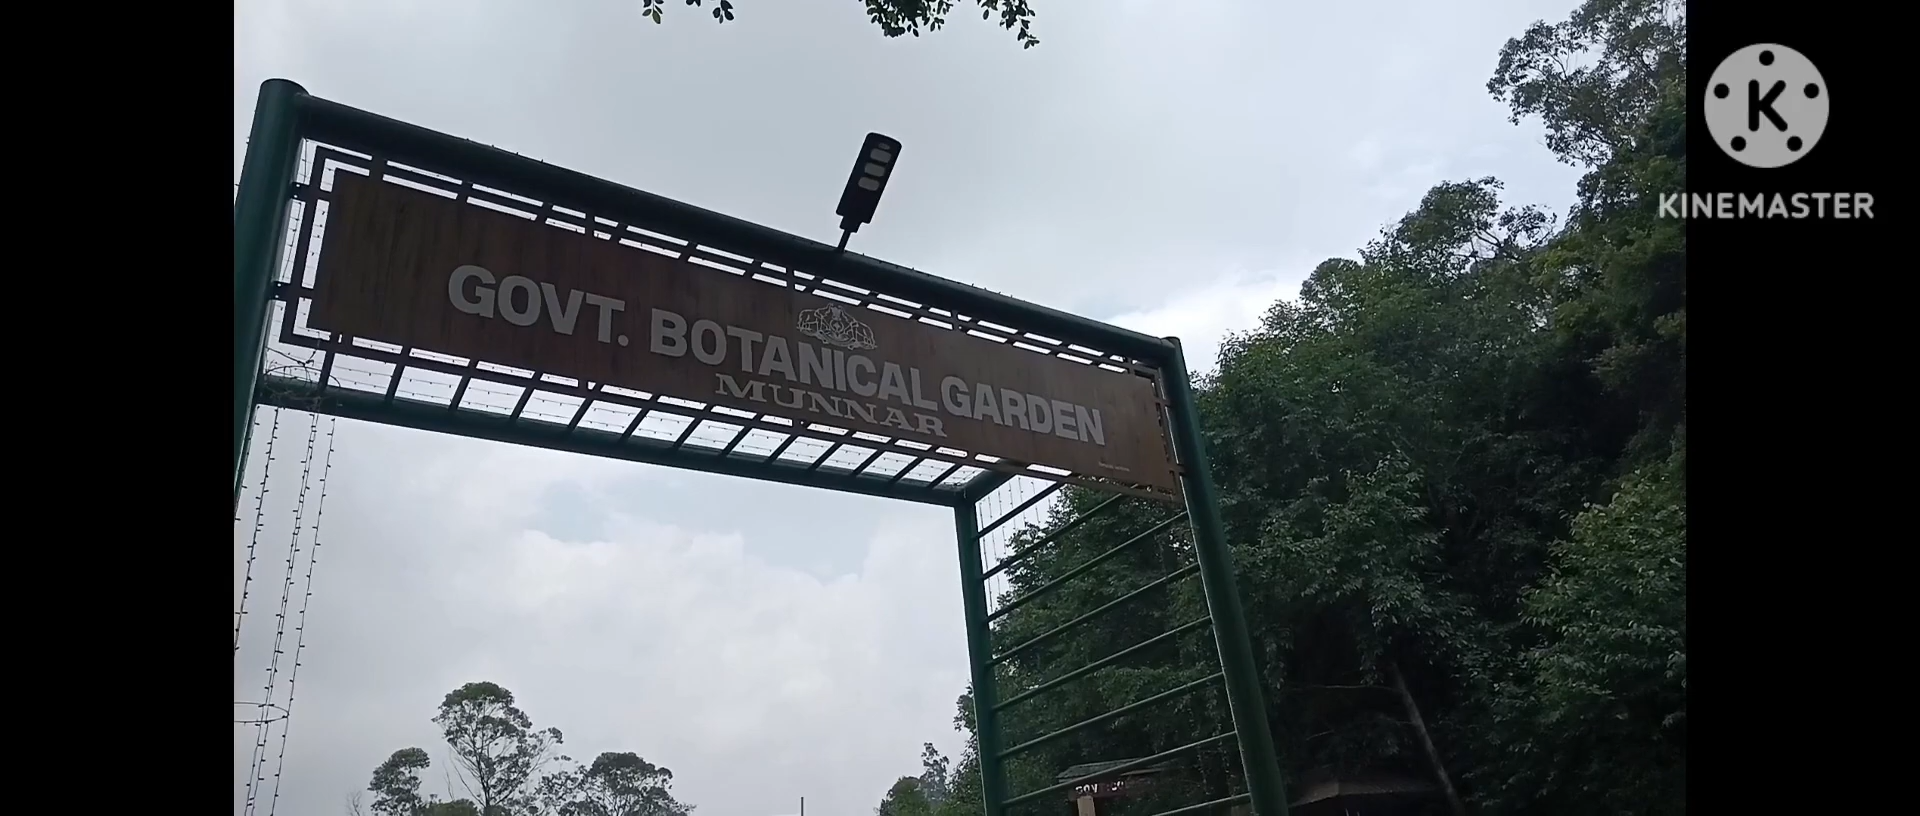 GOVT. BOTANICAL GARDEN
MUNNAR
K
KINEMASTER